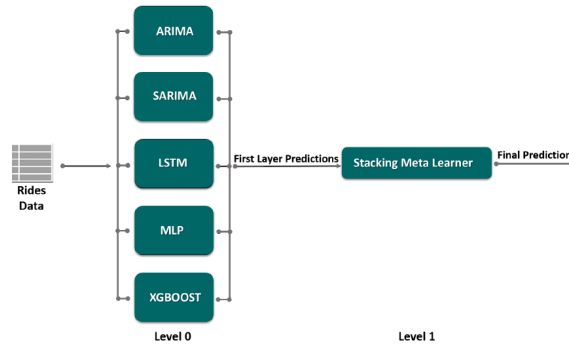 ARIMA
SARIMA
LSTM
MLP
XGBOOST
Rides
Data
First Layer Predictions
Stacking Meta Learner
Final Prediction
Level 0
Level 1